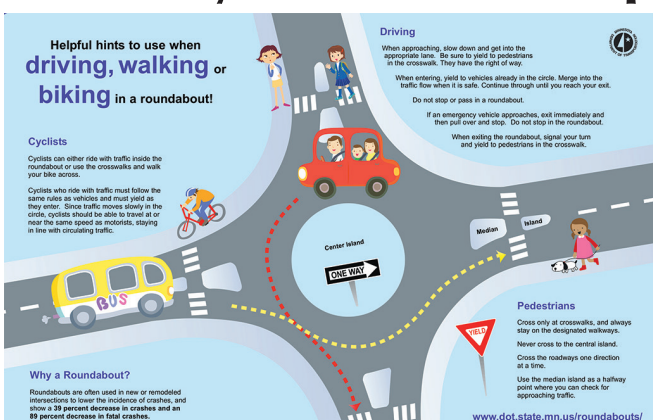 Helpful hints to use when
driving, walking or
biking in a roundabout!
Cyclists
Cyclists can either ride with traffic inside the
roundabout or use the crosswalks and walk
your bike across.
Cyclists who ride with traffic must follow the
same rules as vehicles and must yield as
they enter. Since traffic moves slowly in the
circle, cyclists should be able to travel at or
near the same speed as motorists, staying
in line with circulating traffic.
Driving
When approaching, slow down and get into the
appropriate lane. Be sure to yield to pedestrians
in the crosswalk. They have the right of way.
When entering, yield to vehicles already in the circle. Merge into the
traffic flow when it is safe. Continue through until you reach your exit.
Do not stop or pass in a roundabout.
If an emergency vehicle approaches, exit immediately and
then pull over and stop. Do not stop in the roundabout.
When exiting the roundabout, signal your turn
and yield to pedestrians in the crosswalk.
Center Island
ONE WAY
Median
Island
BUS
YIELD
Pedestrians
Cross only at crosswalks, and always
stay on the designated walkways.
Never cross to the central island.
Cross the roadways one direction
at a time.
Use the median island as a halfway
point where you can check for
approaching traffic.
Why a Roundabout?
Roundabouts are often used in new or remodeled
intersections to lower the incidence of crashes, and
show a 39 percent decrease in crashes and an
89 percent decrease in fatal crashes.
www.dot.state.mn.us/roundabouts/